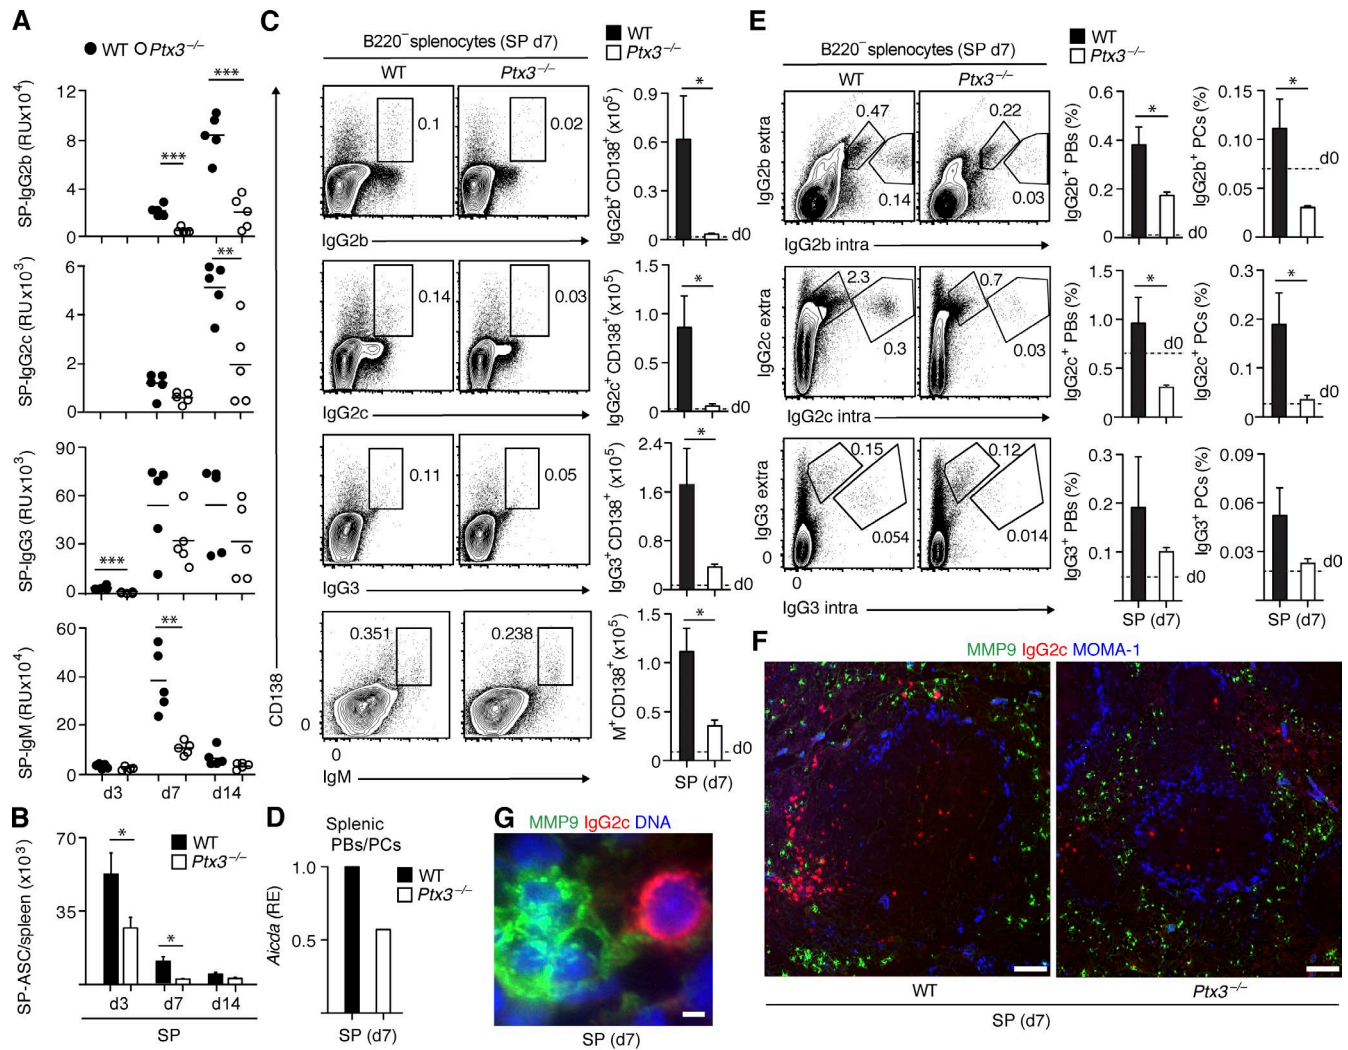 A
WT Ptx3−/−
SP-IgG2b (RUx10⁴)
12
8
4
0
***
***
SP-IgG2c (RUx10³)
6
4
2
0
**
SP-IgG3 (RUx10³)
90
60
30
0
***
SP-IgM (RUx10⁴)
60
40
20
0
**
d3 d7 d14
B
SP-ASC/spleen (x10³)
70
35
WT
Ptx3−/−
*
*
d3 d7 d14
SP
C
B220− splenocytes (SP d7)
WT Ptx3−/−
CD138
0.1
0.02
IgG2b
0.14
0.03
IgG2c
0.11
0.05
IgG3
0.351
0.238
0
0
IgM
WT
Ptx3−/−
IgG2b+ CD138+ (x10⁵)
0.9
0.6
0.3
0
*
d0
IgG2c+ CD138+ (x10⁵)
1.5
1.0
0.5
0
*
d0
IgG3+ CD138+ (x10⁵)
2.4
1.6
0.8
0
*
d0
M+ CD138+ (x10⁵)
1.5
1.0
0.5
0
*
d0
SP (d7)
D
Splenic
PBs/PCs
Aicda (RE)
1.0
0.5
WT
Ptx3−/−
SP (d7)
E
B220− splenocytes (SP d7)
WT Ptx3−/−
WT
Ptx3−/−
IgG2b extra
0.47
0.14
0.22
0.03
IgG2b intra
IgG2b+ PBs (%)
0.6
0.4
0.2
0
*
d0
IgG2b+ PCs (%)
0.15
0.10
0.05
0
*
d0
IgG2c extra
2.3
0.3
0.7
0.03
IgG2c intra
IgG2c+ PBs (%)
1.5
1.0
0.5
0
*
d0
IgG2c+ PCs (%)
0.3
0.2
0.1
0
*
d0
IgG3 extra
0
0
0.15
0.054
0.12
0.014
IgG3 intra
IgG3+ PBs (%)
0.3
0.2
0.1
d0
SP (d7)
IgG3+ PCs (%)
0.09
0.06
0.03
d0
SP (d7)
F
MMP9 IgG2c MOMA-1
WT Ptx3−/−
SP (d7)
G
MMP9 IgG2c DNA
SP (d7)